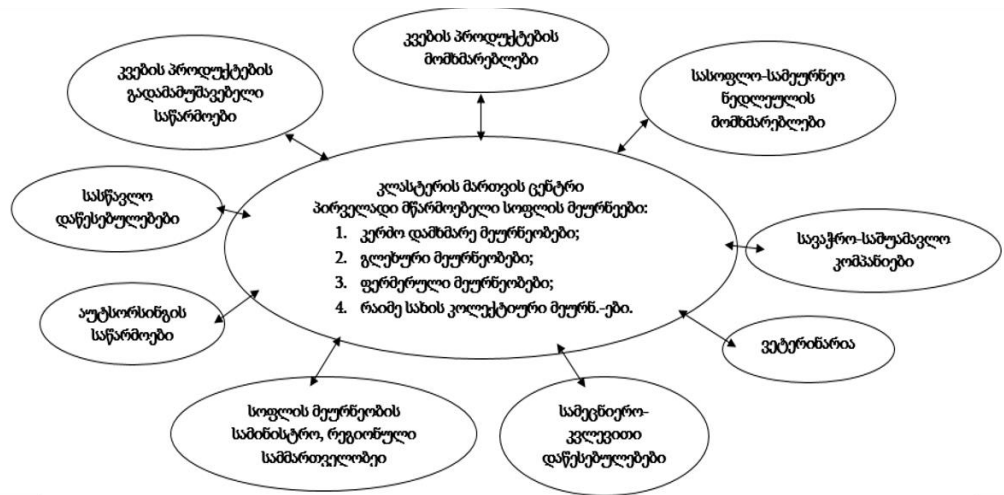 კვების პროდუქტების
მომხმარებლები
კვების პროდუქტების
გადამამუშავებელი
საწარმოები
სასოფლო-სამეურნეო
ნედლეულის
მომხმარებლები
კლასტერის მართვის ცენტრი
პირველადი მწარმოებელი სოფლის მეურნეები:
1. კერძო დამხმარე მეურნეობები;
2. გლეხური მეურნეობები;
3. ფერმერული მეურნეობები;
4. რაიმე სახის კოლექტიური მეურნ.-ები.
სასწავლო
დაწესებულებები
სავაჭრო-საშუამავლო
კომპანიები
აუტსორსინგის
საწარმოები
ვეტერინარია
სოფლის მეურნეობის
სამინისტრო, რეგიონული
სამმართველობეი
სამეცნიერო-
კვლევითი
დაწესებულებები